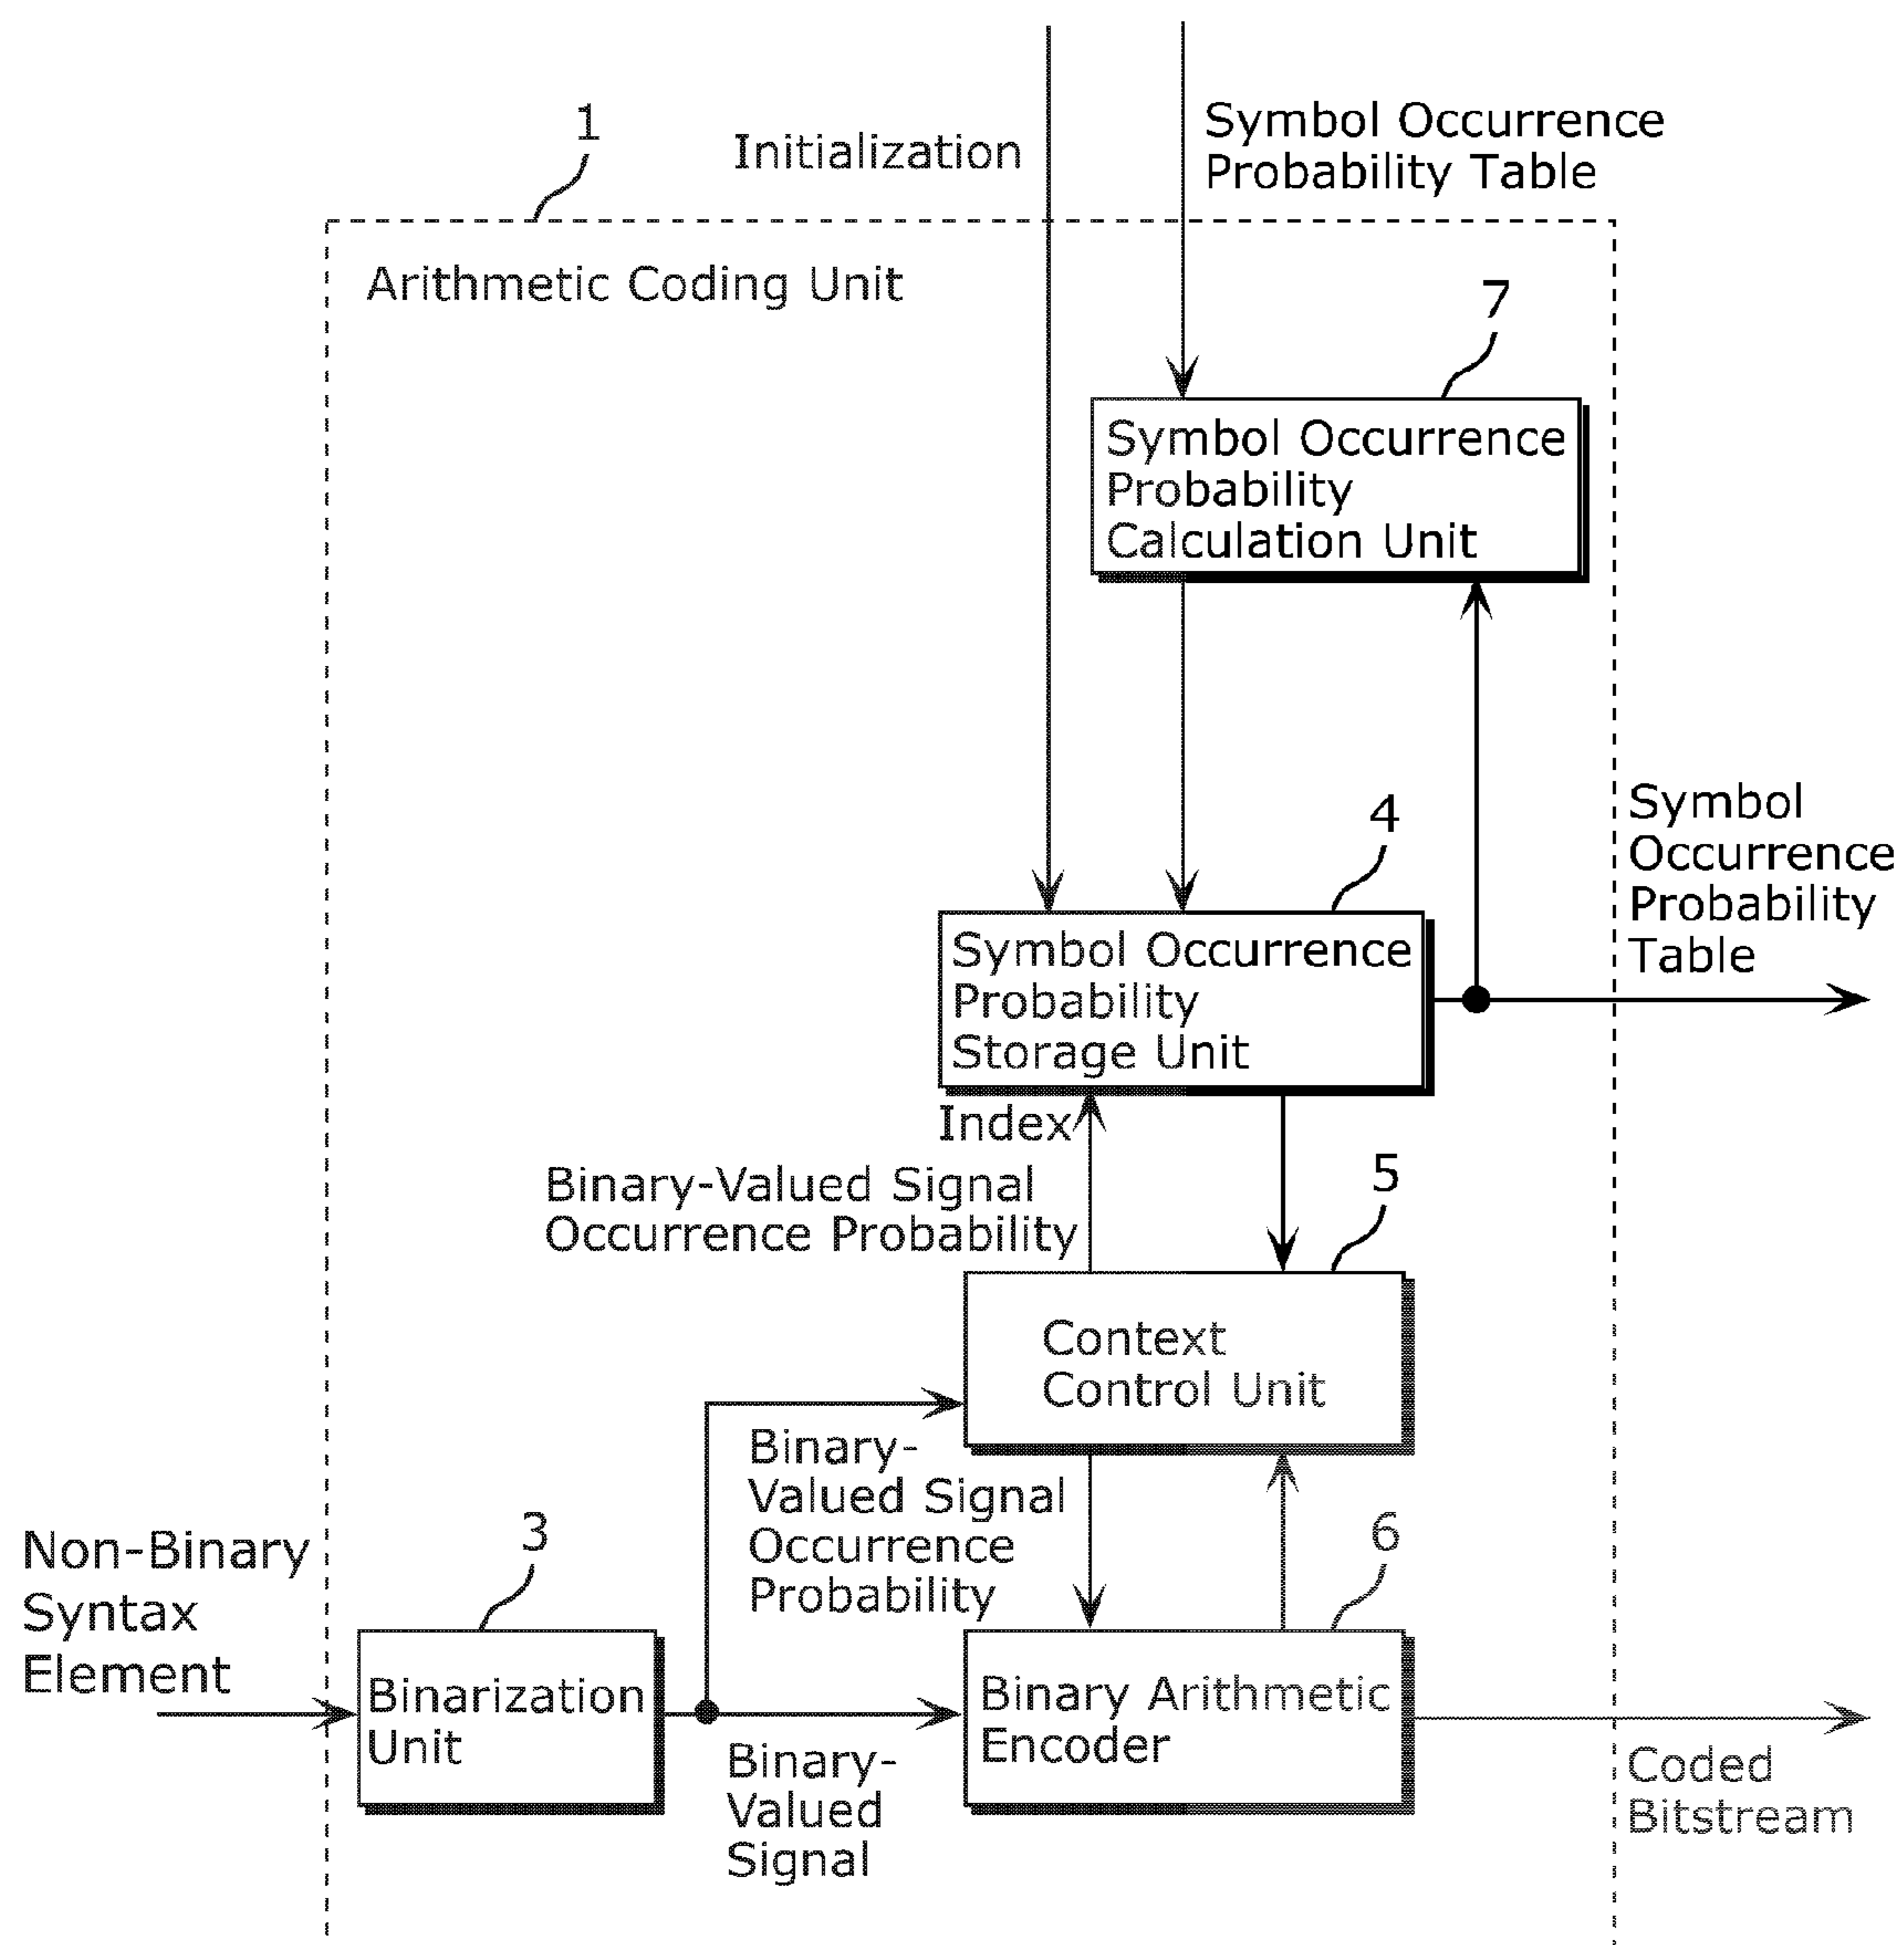 1
Initialization
Symbol Occurrence
Probability Table
Arithmetic Coding Unit
7
Symbol Occurrence
Probability
Calculation Unit
4
Symbol
Occurrence
Probability
Table
Symbol Occurrence
Probability
Storage Unit
Index
Binary-Valued Signal
Occurrence Probability
5
Context
Control Unit
Binary-
Valued Signal
Occurrence
Probability
Non-Binary
Syntax
Element
3
6
Binarization
Unit
Binary Arithmetic
Encoder
Binary-
Valued
Signal
Coded
Bitstream